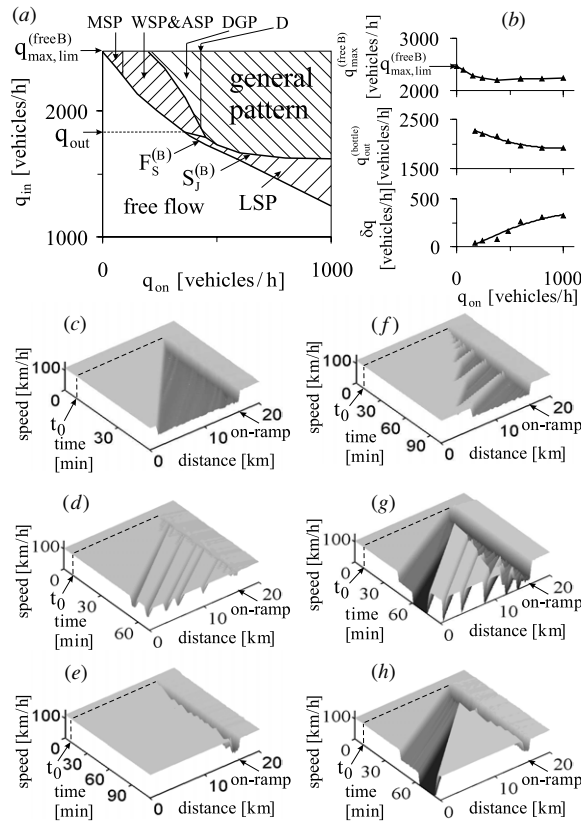 (a) MSP WSP&ASP DGP D
q_max,lim^(free B)
general pattern
2000
q_out
q_in [vehicles/h]
F_S^(B)
S_J^(B)
LSP
free flow
1000
0 1000
q_on [vehicles/h]
(b)
q_max^(free B) [vehicles/h]
3000
q_max,lim^(free B)
2000
q_out^(bottle) [vehicles/h]
2500
1500
δq [vehicles/h]
500
0
0 500 1000
q_on [vehicles/h]
(c)
speed [km/h]
100
0
t_0
time [min]
30
0 10 20
distance [km]
on-ramp
(f)
speed [km/h]
100
0
t_0
time [min]
30
60
90
0 10 20
distance [km]
on-ramp
(d)
speed [km/h]
100
0
t_0
time [min]
30
60
0 10 20
distance [km]
on-ramp
(g)
speed [km/h]
100
0
t_0
time [min]
30
60
0 10 20
distance [km]
on-ramp
(e)
speed [km/h]
100
0
t_0
time [min]
30
60
90
0 10 20
distance [km]
on-ramp
(h)
speed [km/h]
100
0
t_0
time [min]
30
60
0 10 20
distance [km]
on-ramp